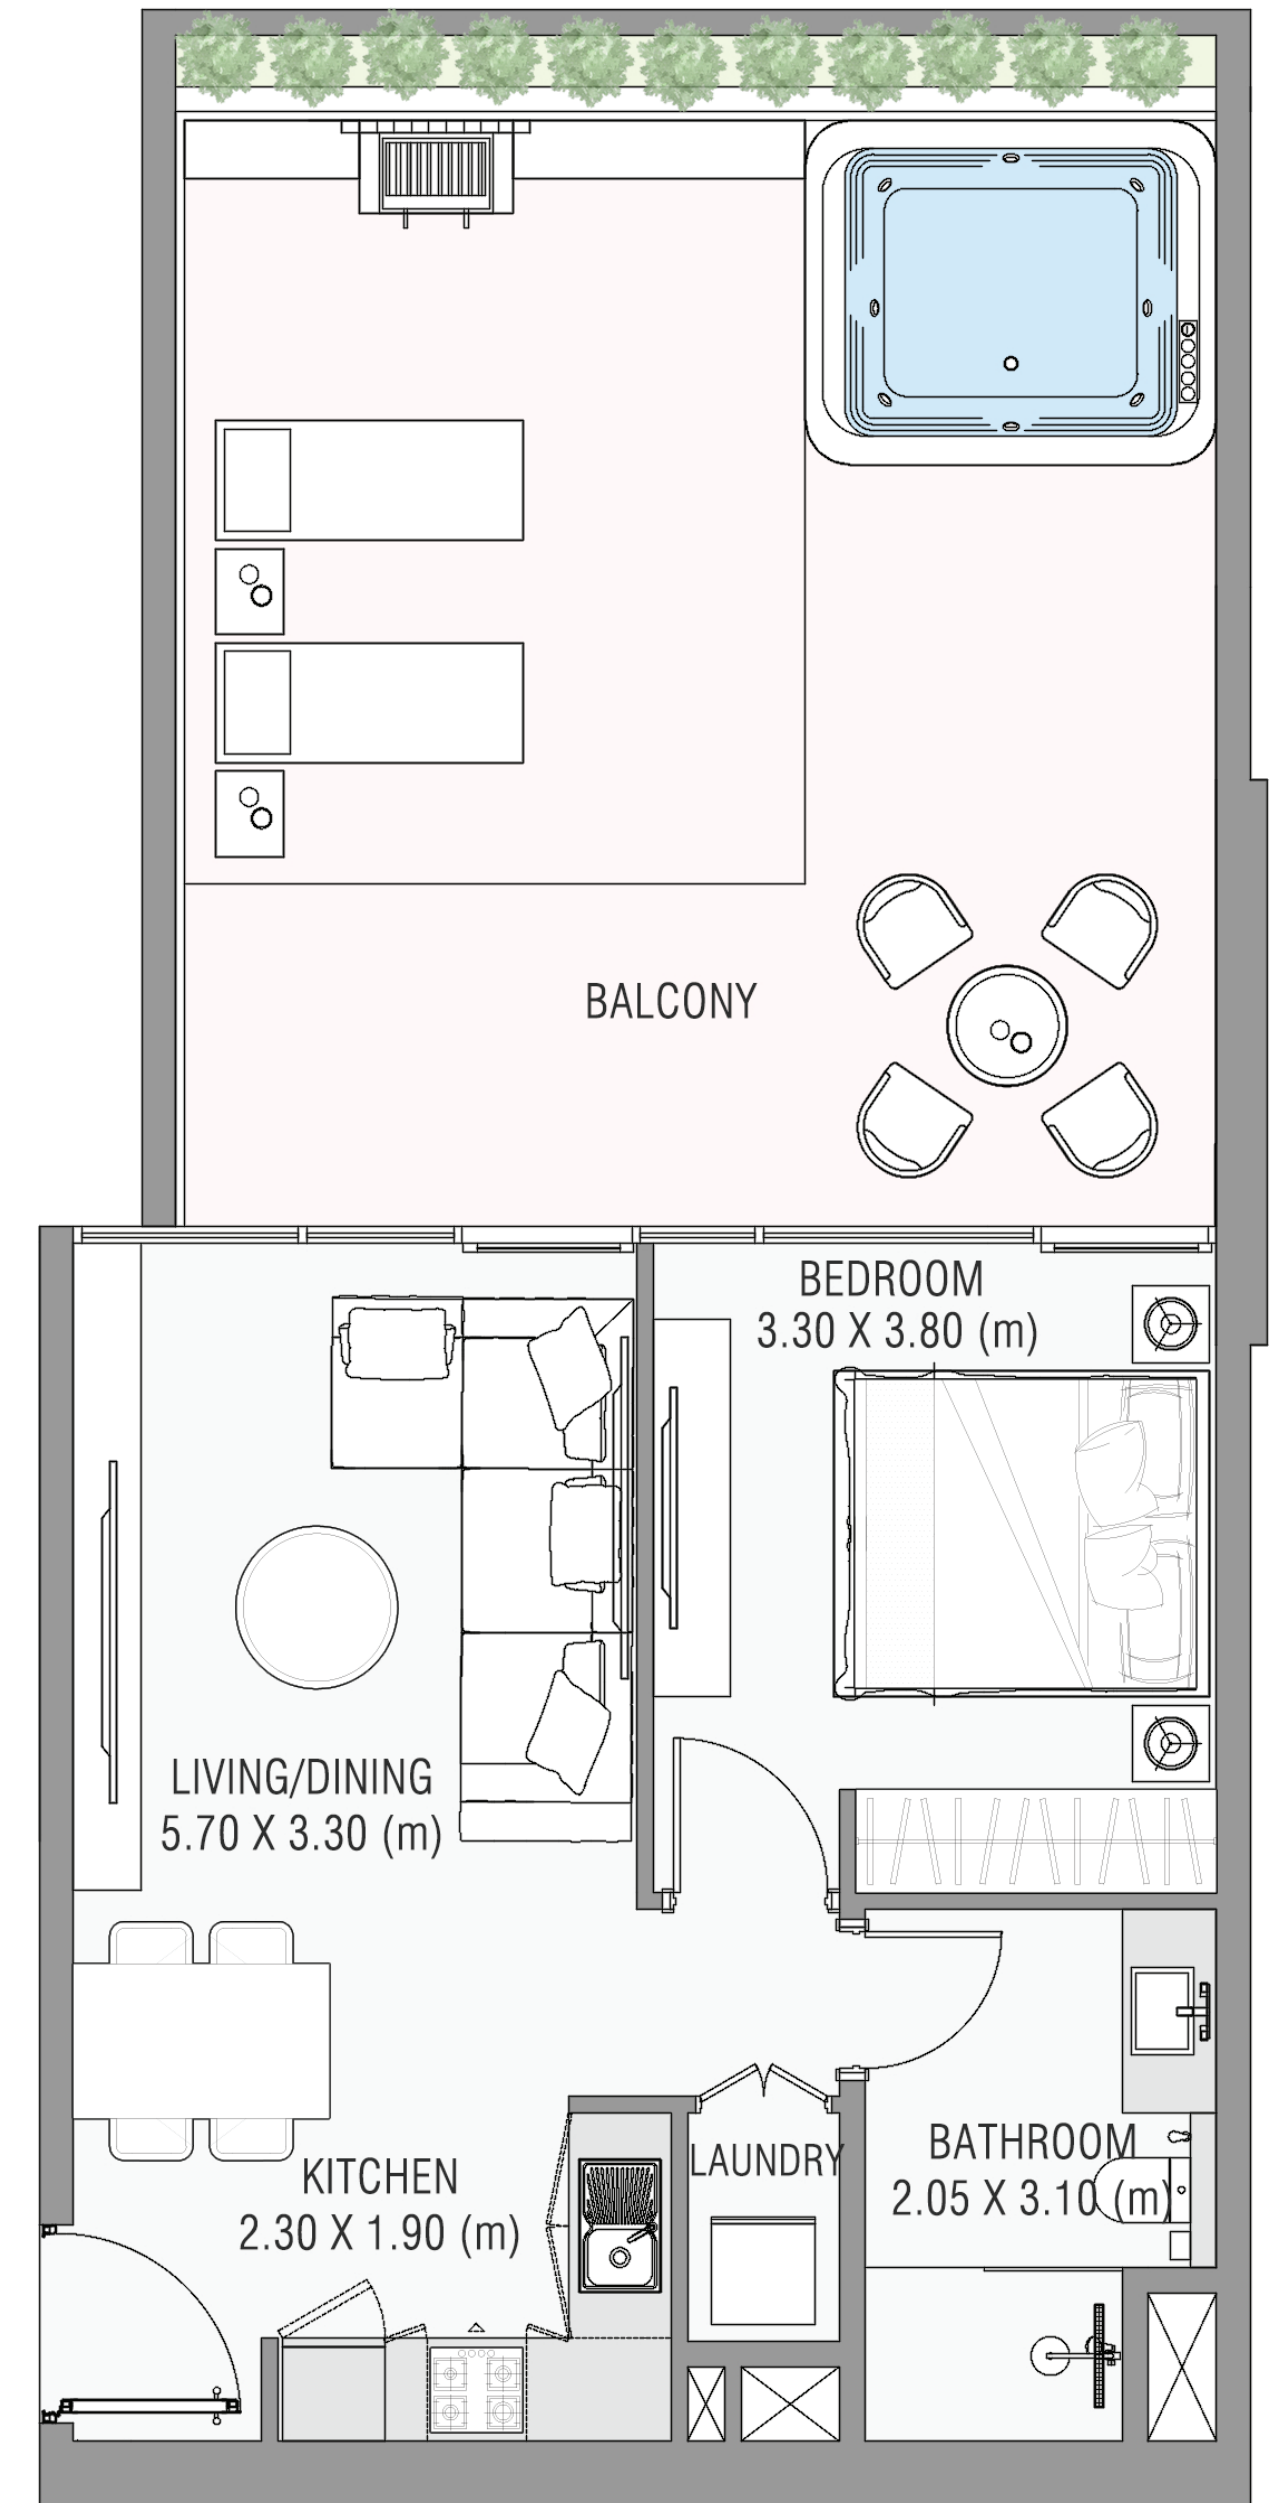 BALCONY
BEDROOM
3.30 X 3.80 (m)
LIVING/DINING
5.70 X 3.30 (m)
KITCHEN
2.30 X 1.90 (m)
LAUNDRY
BATHROOM
2.05 X 3.10 (m)